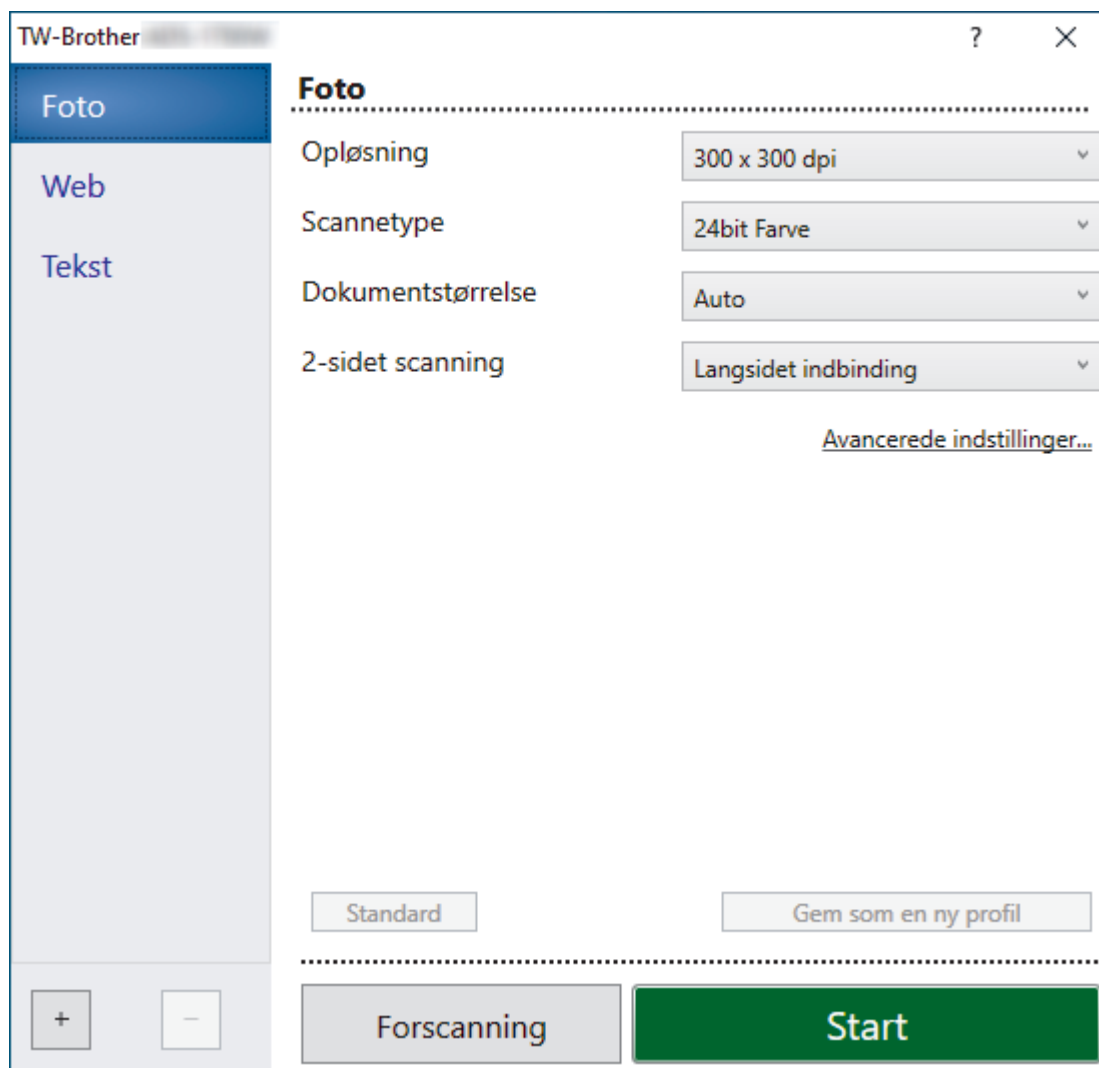 TW-Brother
?
Foto
Web
Tekst
Foto
Opløsning
300 x 300 dpi
Scannetype
24bit Farve
Dokumentstørrelse
Auto
2-sidet scanning
Langsidet indbinding
Avancerede indstillinger...
Standard
Gem som en ny profil
+
−
Forscanning
Start